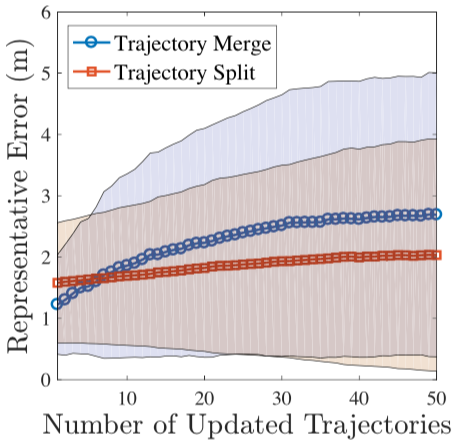 6
5
4
3
2
1
0
Representative Error (m)
Trajectory Merge
Trajectory Split
10 20 30 40 50
Number of Updated Trajectories